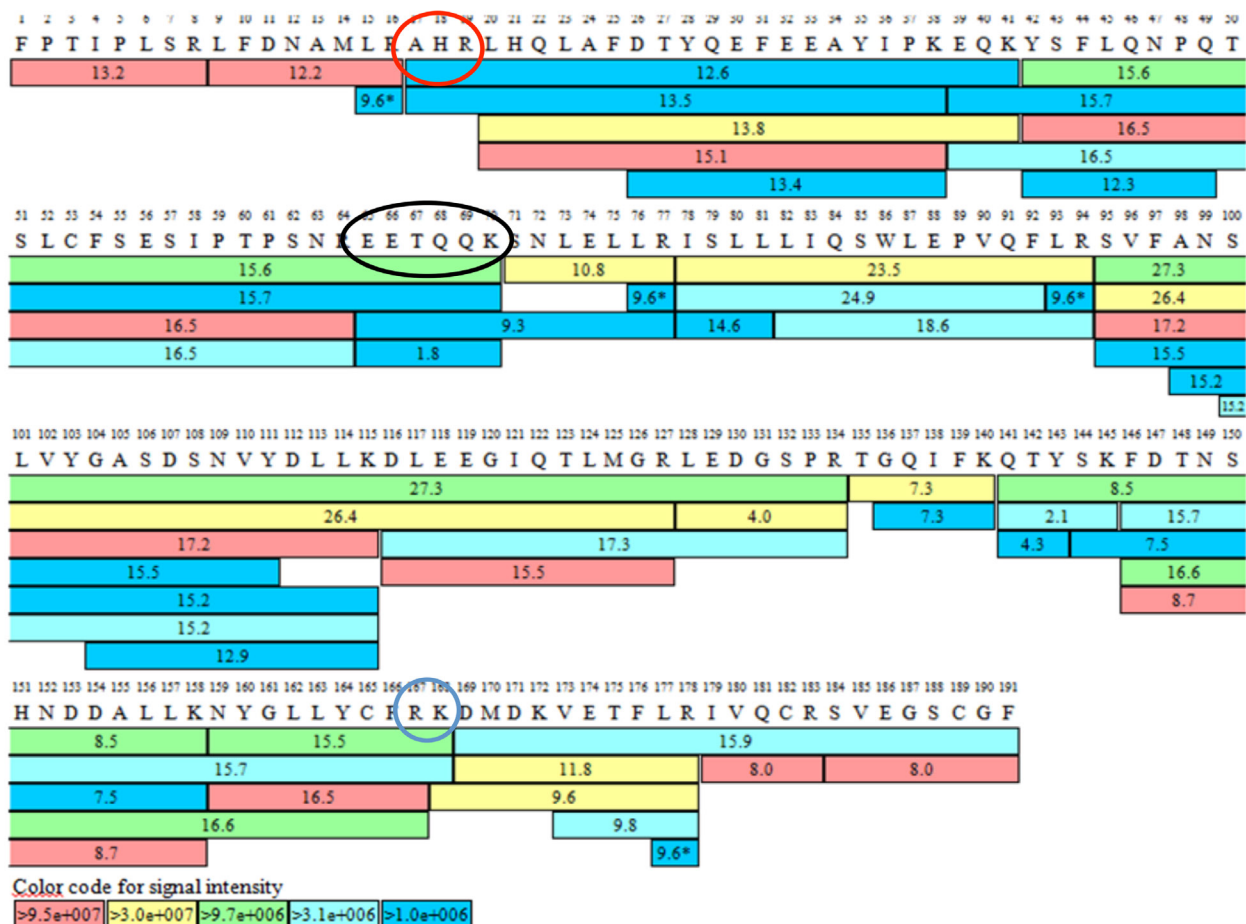 1 2 3 4 5 6 7 8 9 10 11 12 13 14 15 16 17 18 19 20 21 22 23 24 25 26 27 28 29 30 31 32 33 34 35 36 37 38 39 40 41 42 43 44 45 46 47 48 49 50
F P T I P L S R L F D N A M L R A H R L H Q L A F D T Y Q E F E E A Y I P K E Q K Y S F L Q N P Q T
13.2 12.2 12.6 15.6
9.6* 13.5 15.7
13.8 16.5
15.1 16.5
13.4 12.3
51 52 53 54 55 56 57 58 59 60 61 62 63 64 65 66 67 68 69 70 71 72 73 74 75 76 77 78 79 80 81 82 83 84 85 86 87 88 89 90 91 92 93 94 95 96 97 98 99 100
S L C F S E S I P T P S N R E E T Q Q K S N L E L L R I S L L L I Q S W L E P V Q F L R S V F A N S
15.6 10.8 23.5 27.3
15.7 9.6* 24.9 9.6* 26.4
16.5 9.3 14.6 18.6 17.2
16.5 1.8 15.5
15.2
15.2
101 102 103 104 105 106 107 108 109 110 111 112 113 114 115 116 117 118 119 120 121 122 123 124 125 126 127 128 129 130 131 132 133 134 135 136 137 138 139 140 141 142 143 144 145 146 147 148 149 150
L V Y G A S D S N V Y D L L K D L E E G I Q T L M G R L E D G S P R T G Q I F K Q T Y S K F D T N S
27.3 7.3 8.5
26.4 4.0 7.3 2.1 15.7
17.2 17.3 4.3 7.5
15.5 15.5 16.6
15.2 8.7
15.2
12.9
151 152 153 154 155 156 157 158 159 160 161 162 163 164 165 166 167 168 169 170 171 172 173 174 175 176 177 178 179 180 181 182 183 184 185 186 187 188 189 190 191
H N D D A L L K N Y G L L Y C F R K D M D K V E T F L R I V Q C R S V E G S C G F
8.5 15.5 15.9
15.7 11.8 8.0 8.0
7.5 16.5 9.6
16.6 9.8
8.7 9.6*
Color code for signal intensity
>9.5e+007 >3.0e+007 >9.7e+006 >3.1e+006 >1.0e+006